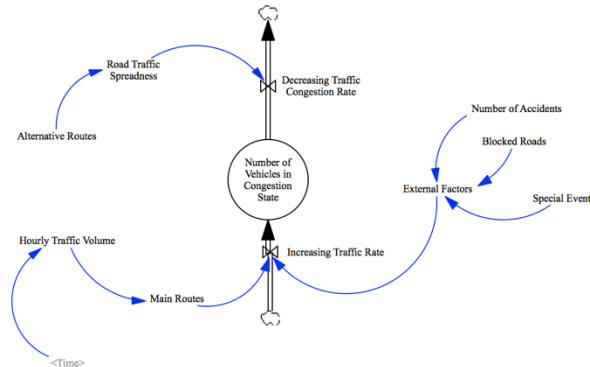 Road Traffic
Spreadness
Decreasing Traffic
Congestion Rate
Number of Accidents
Alternative Routes
Blocked Roads
Number of
Vehicles in
Congestion
State
External Factors
Special Event
Hourly Traffic Volume
Increasing Traffic Rate
Main Routes
<Time>